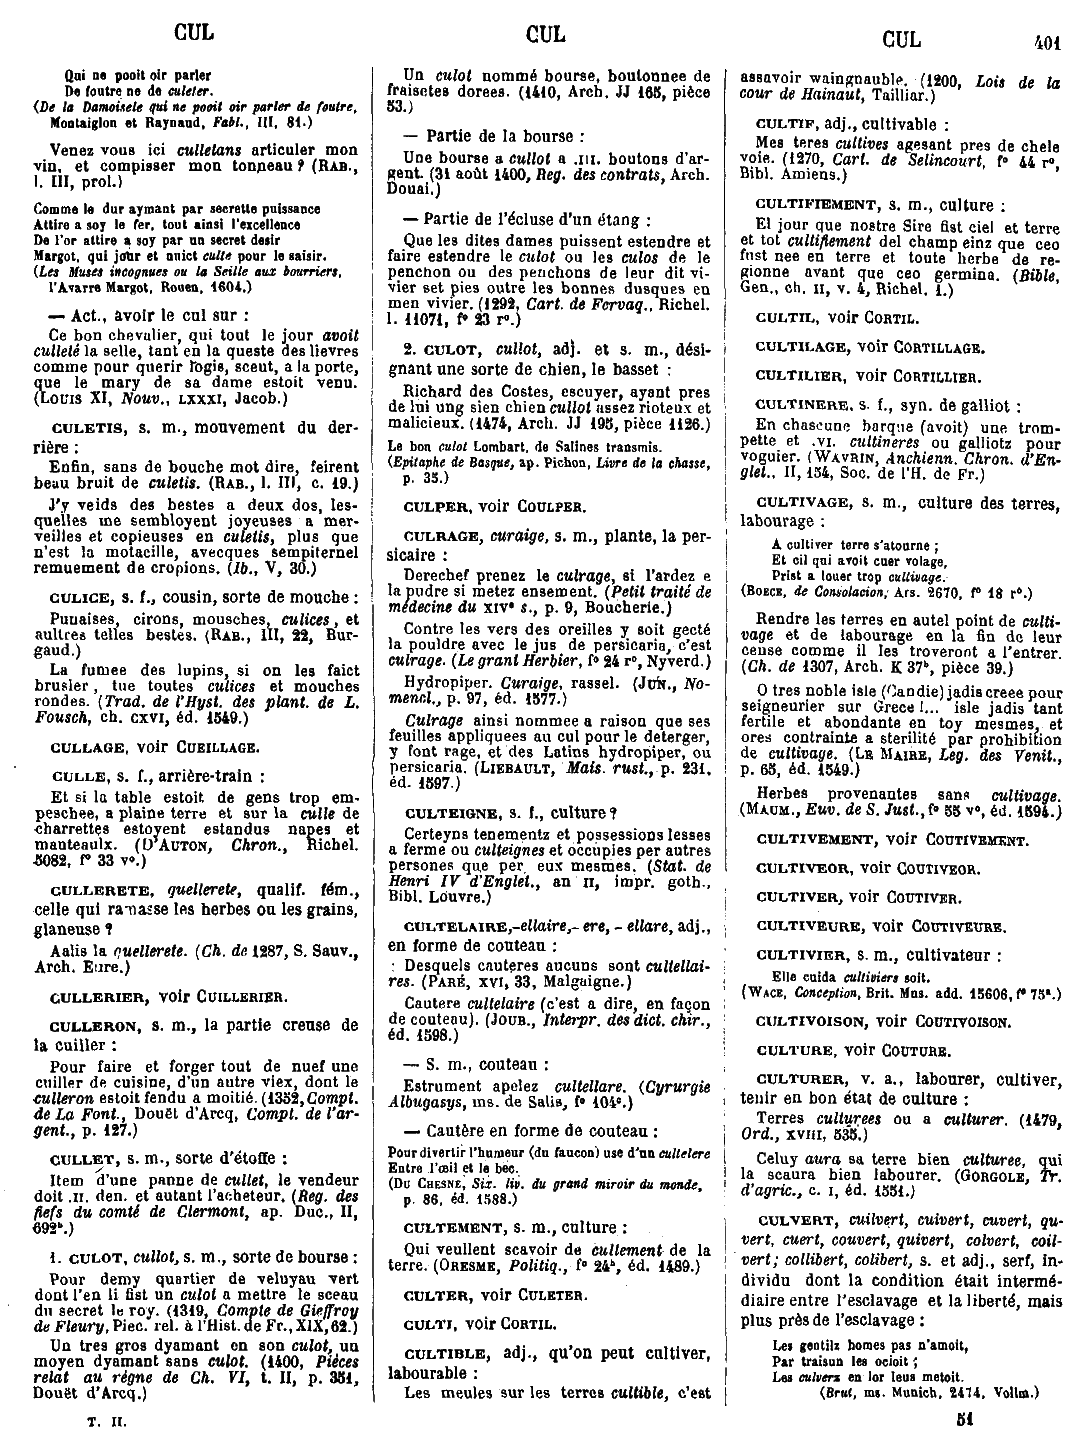 CUL
CUL
CUL 401
Qui ne pooit oir parler
De foutre ne de culeter.
(De la Damoisele qui ne pooit oir parler de foutre,
Montaiglon et Raynaud, Fabl., III, 81.)
Venez vous ici culletans articuler mon
vin, et compisser mon tonneau ? (RAB.,
l. III, prol.)
Comme le dur aymant par secrette puissance
Attire a soy le fer, tout ainsi l'excellence
De l'or attire a soy par un secret desir
Margot, qui jour et nuict culte pour le saisir.
(Les Muses incognues ou la Seille aux bourriers,
l'Avarre Margot, Rouen, 1604.)
— Act., avoir le cul sur :
Ce bon chevalier, qui tout le jour avoit
culleté la selle, tant en la queste des lievres
comme pour querir logis, sceut, a la porte,
que le mary de sa dame estoit venu.
(LOUIS XI, Nouv., LXXXI, Jacob.)
CULETIS, s. m., mouvement du der-
rière :
Enfin, sans de bouche mot dire, feirent
beau bruit de culetis. (RAB., l. III, c. 19.)
J'y veids des bestes a deux dos, les-
quelles me sembloyent joyeuses a mer-
veilles et copieuses en culetis, plus que
n'est la motacille, avecques sempiternel
remuement de cropions. (Ib., V, 30.)
CULICE, s. f., cousin, sorte de mouche :
Punaises, cirons, mousches, culices, et
aultres telles bestes. (RAB., III, 22, Bur-
gaud.)
La fumee des lupins, si on les faict
brusler, tue toutes culices et mouches
rondes. (Trad. de l'Hyst. des plant. de L.
Fousch, ch. CXVI, éd. 1549.)
CULLAGE, voir CUEILLAGE.
CULLE, s. f., arrière-train :
Et si la table estoit de gens trop em-
peschee, a plaine terre et sur la culle de
charrettes estoyent estandus napes et
manteaulx. (D'AUTON, Chron., Richel.
5082, f° 33 v°.)
CULLERETE, quellerete, qualif. fém.,
celle qui ramasse les herbes ou les grains,
glaneuse ?
Aalis la quellerete. (Ch. de 1287, S. Sauv.,
Arch. Eure.)
CULLERIER, voir CUILLERIER.
CULLERON, s. m., la partie creuse de
la cuiller :
Pour faire et forger tout de nuef une
cuiller de cuisine, d'un autre viex, dont le
culleron estoit fendu a moitié. (1352, Compt.
de La Font., Douët d'Arcq, Compt. de l'ar-
gent., p. 127.)
CULLET, s. m., sorte d'étoffe :
Item d'une panne de cullet, le vendeur
doit .II. den. et autant l'acheteur. (Reg. des
fiefs du comté de Clermont, ap. Duc., II,
692b.)
1. CULOT, cullot, s. m., sorte de bourse :
Pour demy quartier de veluyau vert
dont l'en li fist un culot a mettre le sceau
du secret le roy. (1319, Compte de Gieffroy
de Fleury, Piec. rel. à l'Hist. de Fr., XIX, 62.)
Un tres gros dyamant en son culot, un
moyen dyamant sans culot. (1400, Pièces
relat au régne de Ch. VI, t. II, p. 351,
Douët d'Arcq.)
T. II.
Un culot nommé bourse, boutonnee de
fraisetes dorees. (1410, Arch. JJ 165, pièce
53.)
— Partie de la bourse :
Une bourse a cullot a .III. boutons d'ar-
gent. (31 août 1400, Reg. des contrats, Arch.
Douai.)
— Partie de l'écluse d'un étang :
Que les dites dames puissent estendre et
faire estendre le culot ou les culos de le
penchon ou des penchons de leur dit vi-
vier set pies outre les bonnes dusques en
men vivier. (1292, Cart. de Fervaq., Richel.
l. 11071, f° 23 r°.)
2. CULOT, cullot, adj. et s. m., dési-
gnant une sorte de chien, le basset :
Richard des Costes, escuyer, ayant pres
de lui ung sien chien cullot assez rioteux et
malicieux. (1474, Arch. JJ 195, pièce 1126.)
Le bon culot Lombart, de Salines transmis.
(Epitaphe de Basque, ap. Pichon, Livre de la chasse,
p. 35.)
CULPER, voir COULPER.
CULRAGE, curaige, s. m., plante, la per-
sicaire :
Derechef prenez le culrage, si l'ardez e
la pudre si metez ensement. (Petit traité de
médecine du XIVe s., p. 9, Boucherie.)
Contre les vers des oreilles y soit gecté
la pouldre avec le jus de persicaria, c'est
culrage. (Le grant Herbier, f° 24 r°, Nyverd.)
Hydropiper. Curaige, rassel. (JUN., No-
mencl., p. 97, éd. 1577.)
Culrage ainsi nommee a raison que ses
feuilles appliquees au cul pour le deterger,
y font rage, et des Latins hydropiper, ou
persicaria. (LIEBAULT, Mais. rust., p. 231,
éd. 1597.)
CULTEIGNE, s. f., culture ?
Certeyns tenementz et possessions lesses
a ferme ou culteignes et occupies per autres
persones que per eux mesmes. (Stat. de
Henri IV d'Englet., an II, impr. goth.,
Bibl. Louvre.)
CULTELAIRE, -ellaire, - ere, - ellare, adj.,
en forme de couteau :
Desquels cauteres aucuns sont cultellai-
res. (PARÉ, XVI, 33, Malgaigne.)
Cautere cultelaire (c'est a dire, en façon
de couteau). (JOUB., Interpr. des dict. chir.,
éd. 1598.)
— S. m., couteau :
Estrument apelez cultellare. (Cyrurgie
Albugasys, ms. de Salis, f° 104c.)
— Cautère en forme de couteau :
Pour divertir l'humeur (du faucon) use d'un cultelere
Entre l'œil et le bec.
(DU CHESNE, Six. liv. du grand miroir du monde,
p. 86, éd. 1588.)
CULTEMENT, s. m., culture :
Qui veullent scavoir de cultement de la
terre. (ORESME, Politiq., f° 24b, éd. 1489.)
CULTER, voir CULETER.
CULTI, voir CORTIL.
CULTIBLE, adj., qu'on peut cultiver,
labourable :
Les meules sur les terres cultible, c'est
assavoir waingnauble. (1200, Lois de la
cour de Hainaut, Tailliar.)
CULTIF, adj., cultivable :
Mes teres cultives agesant pres de chele
voie. (1270, Cart. de Selincourt, f° 44 r°,
Bibl. Amiens.)
CULTIFIEMENT, s. m., culture :
El jour que nostre Sire fist ciel et terre
et tot cultifiement del champ einz que ceo
fust nee en terre et toute herbe de re-
gionne avant que ceo germina. (Bible,
Gen., ch. II, v. 4, Richel. 1.)
CULTIL, voir CORTIL.
CULTILAGE, voir CORTILLAGE.
CULTILIER, voir CORTILLIER.
CULTINERE, s. f., syn. de galliot :
En chascune barque (avoit) une trom-
pette et .VI. cultineres ou galliotz pour
voguier. (WAVRIN, Anchienn. Chron. d'En-
glet., II, 154, Soc. de l'H. de Fr.)
CULTIVAGE, s. m., culture des terres,
labourage :
A cultiver terre s'atourne ;
Et cil qui avoit cuer volage,
Prist a louer trop cultivage.
(BOECE, de Consolacion, Ars. 2670, f° 18 r°.)
Rendre les terres en autel point de culti-
vage et de labourage en la fin de leur
cense comme il les troveront a l'entrer.
(Ch. de 1307, Arch. K 37b, pièce 39.)
O tres noble isle (Candie) jadis creee pour
seigneurier sur Grece !... isle jadis tant
fertile et abondante en toy mesmes, et
ores contrainte a sterilité par prohibition
de cultivage. (LE MAIRE, Leg. des Venit.,
p. 65, éd. 1549.)
Herbes provenantes sans cultivage.
(MAUM., Euv. de S. Just., f° 55 v°, éd. 1594.)
CULTIVEMENT, voir COUTIVEMENT.
CULTIVEOR, voir COUTIVEOR.
CULTIVER, voir COUTIVER.
CULTIVEURE, voir COUTIVEURE.
CULTIVIER, s. m., cultivateur :
Elle cuida cultiviers soit.
(WACE, Conception, Brit. Mus. add. 15606, f° 75a.)
CULTIVOISON, voir COUTIVOISON.
CULTURE, voir COUTURE.
CULTURER, v. a., labourer, cultiver,
tenir en bon état de culture :
Terres culturees ou a culturer. (1479,
Ord., XVIII, 535.)
Celuy aura sa terre bien culturee, qui
la scaura bien labourer. (GORGOLE, Tr.
d'agric., c. I, éd. 1551.)
CULVERT, cuilvert, cuivert, cuvert, qu-
vert, cuert, couvert, quivert, colvert, coil-
vert ; collibert, colibert, s. et adj., serf, in-
dividu dont la condition était intermé-
diaire entre l'esclavage et la liberté, mais
plus près de l'esclavage :
Les gentilz homes pas n'amoit,
Par traisun les ocioit ;
Les culverz en lor leus metoit.
(Brut, ms. Munich, 2414, Vollm.)
51